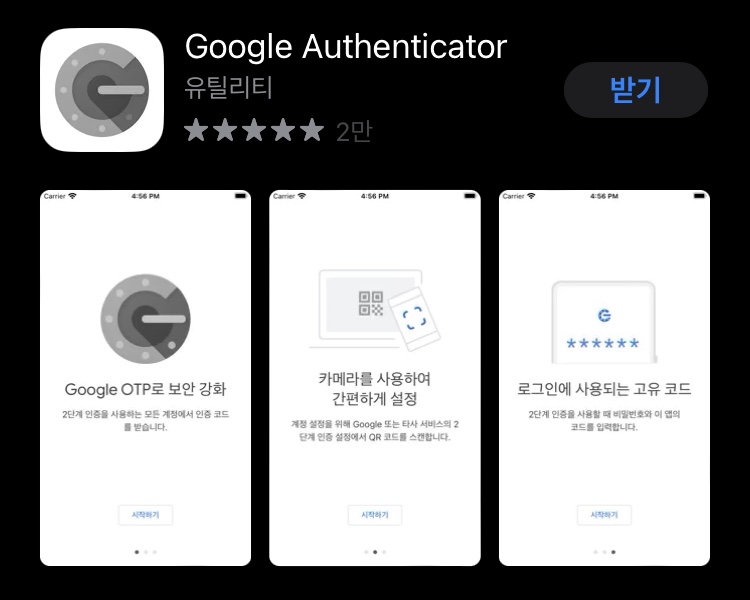 Google Authenticator
유틸리티
2만
받기
Carrier 4:56 PM
Google OTP로 보안 강화
2단계 인증을 사용하는 모든 계정에서 인증 코드
를 받습니다.
시작하기
Carrier 4:56 PM
카메라를 사용하여
간편하게 설정
계정 설정을 위해 Google 또는 타사 서비스의 2
단계 인증 설정에서 QR 코드를 스캔합니다.
시작하기
Carrier 4:56 PM
******
로그인에 사용되는 고유 코드
2단계 인증을 사용할 때 비밀번호와 이 앱의
코드를 입력합니다.
시작하기